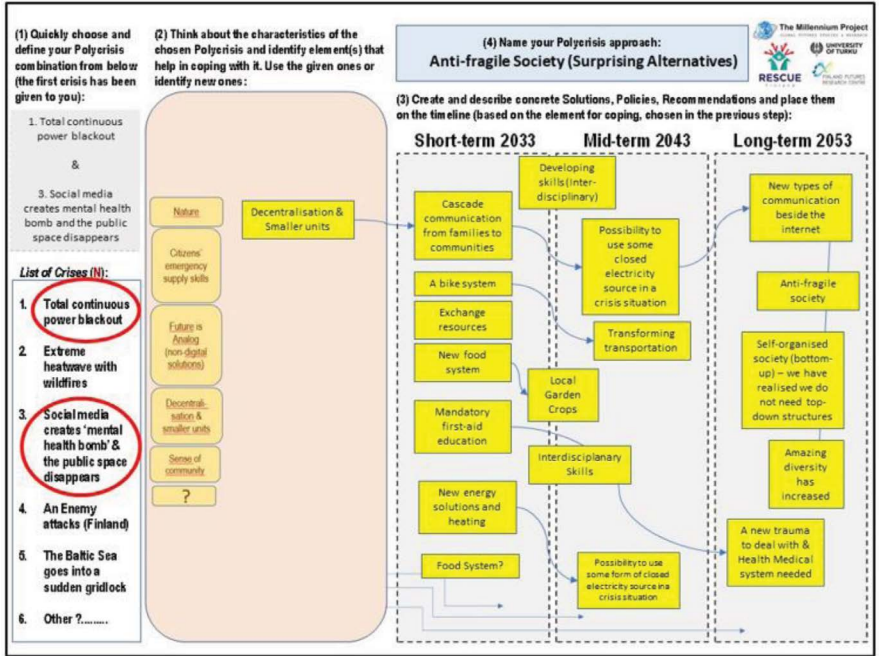 (1) Quickly choose and
define your Polycrisis
combination from below
(the first crisis has been
given to you):
1. Total continuous
power blackout
&
3. Social media
creates mental health
bomb and the public
space disappears
List of Crises (N):
1. Total continuous
power blackout
2. Extreme
heatwave with
wildfires
3. Social media
creates 'mental
health bomb' &
the public space
disappears
4. An Enemy
attacks (Finland)
5. The Baltic Sea
goes into a
sudden gridlock
6. Other ?.........
(2) Think about the characteristics of the
chosen Polycrisis and identify element(s) that
help in coping with it. Use the given ones or
identify new ones:
Nature
Citizens'
emergency
supply skills
Future is
Analog
(non-digital
solutions)
Decentrali-
sation &
smaller units
Sense of
community
?
Decentralisation &
Smaller units
(4) Name your Polycrisis approach:
Anti-fragile Society (Surprising Alternatives)
The Millennium Project
RESCUE
UNIVERSITY
OF TURKU
FINLAND FUTURES
RESEARCH CENTRE
(3) Create and describe concrete Solutions, Policies, Recommendations and place them
on the timeline (based on the element for coping, chosen in the previous step):
Short-term 2033
Mid-term 2043
Long-term 2053
Developing
skills (Inter-
disciplinary)
Cascade
communication
from families to
communities
A bike system
Exchange
resources
New food
system
Mandatory
first-aid
education
New energy
solutions and
heating
Food System?
Possibility to
use some
closed
electricity
source in a
crisis situation
Transforming
transportation
Local
Garden
Crops
Interdisciplanary
Skills
Possibility to use
some form of closed
electricity source in a
crisis situation
New types of
communication
beside the
internet
Anti-fragile
society
Self-organised
society (bottom-
up) – we have
realised we do
not need top-
down structures
Amazing
diversity
has
increased
A new trauma
to deal with &
Health Medical
system needed